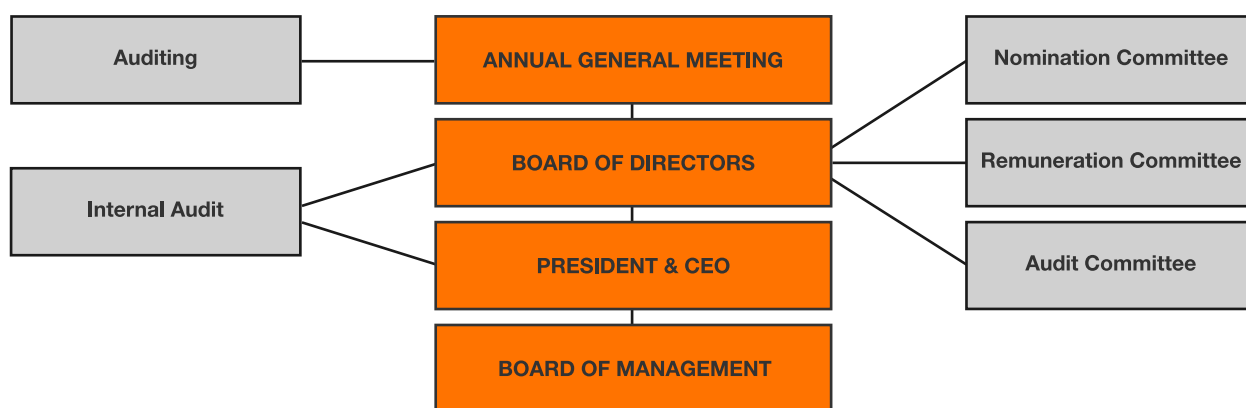 Auditing
ANNUAL GENERAL MEETING
Nomination Committee
BOARD OF DIRECTORS
Remuneration Committee
Internal Audit
PRESIDENT & CEO
Audit Committee
BOARD OF MANAGEMENT